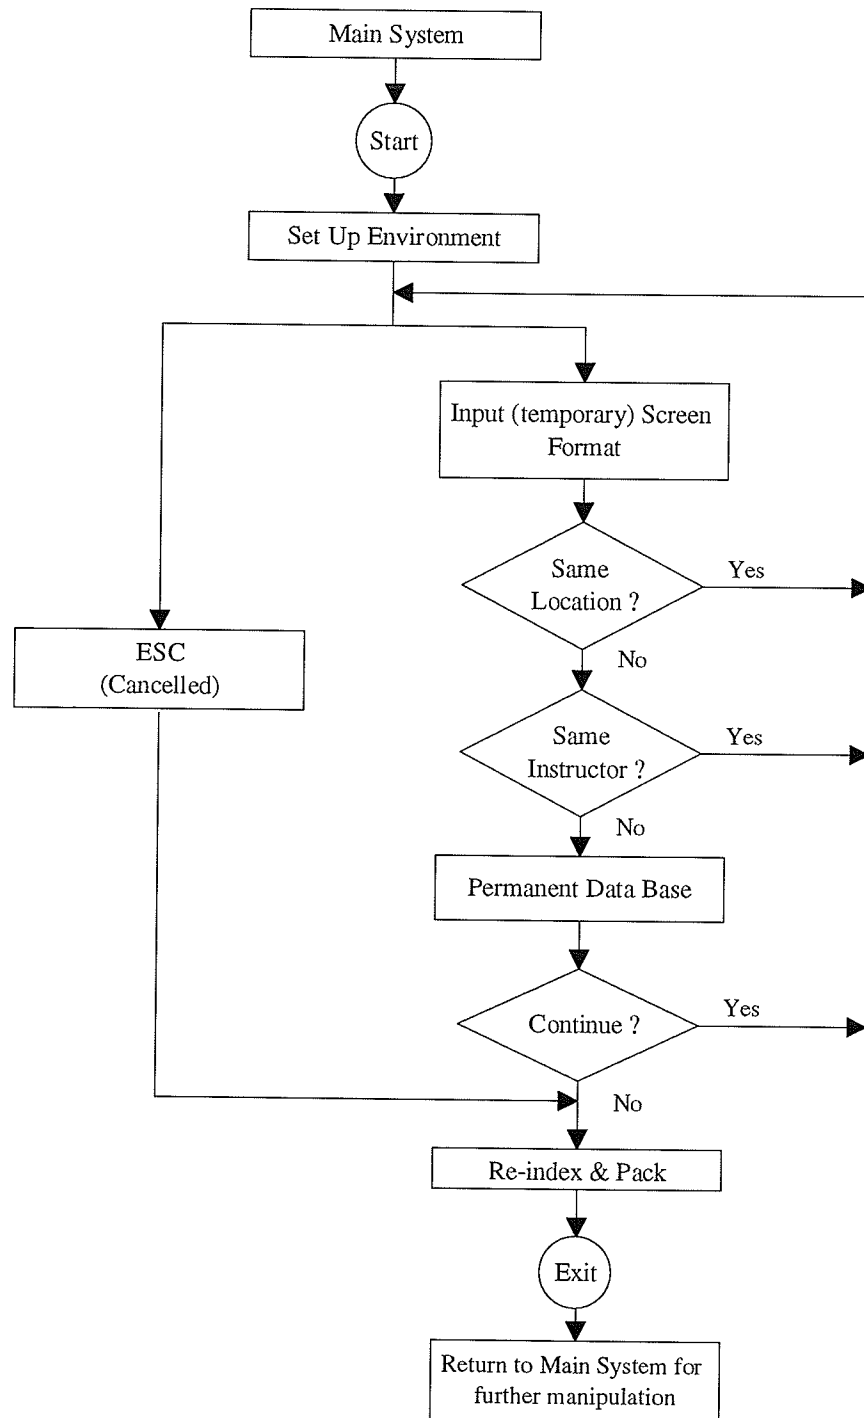 Main System
Start
Set Up Environment
Input (temporary) Screen
Format
Same
Location ?
Yes
No
ESC
(Cancelled)
Same
Instructor ?
Yes
No
Permanent Data Base
Continue ?
Yes
No
Re-index & Pack
Exit
Return to Main System for
further manipulation